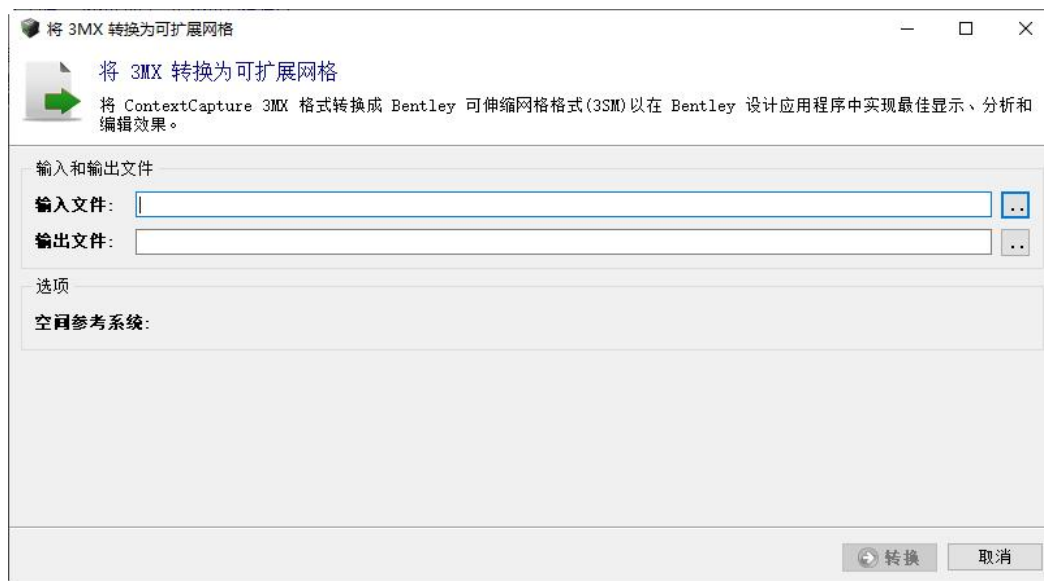 将 3MX 转换为可扩展网格
将 3MX 转换为可扩展网格
将 ContextCapture 3MX 格式转换成 Bentley 可伸缩网格格式(3SM)以在 Bentley 设计应用程序中实现最佳显示、分析和
编辑效果。
输入和输出文件
输入文件:
..
输出文件:
..
选项
空间参考系统:
转换
取消